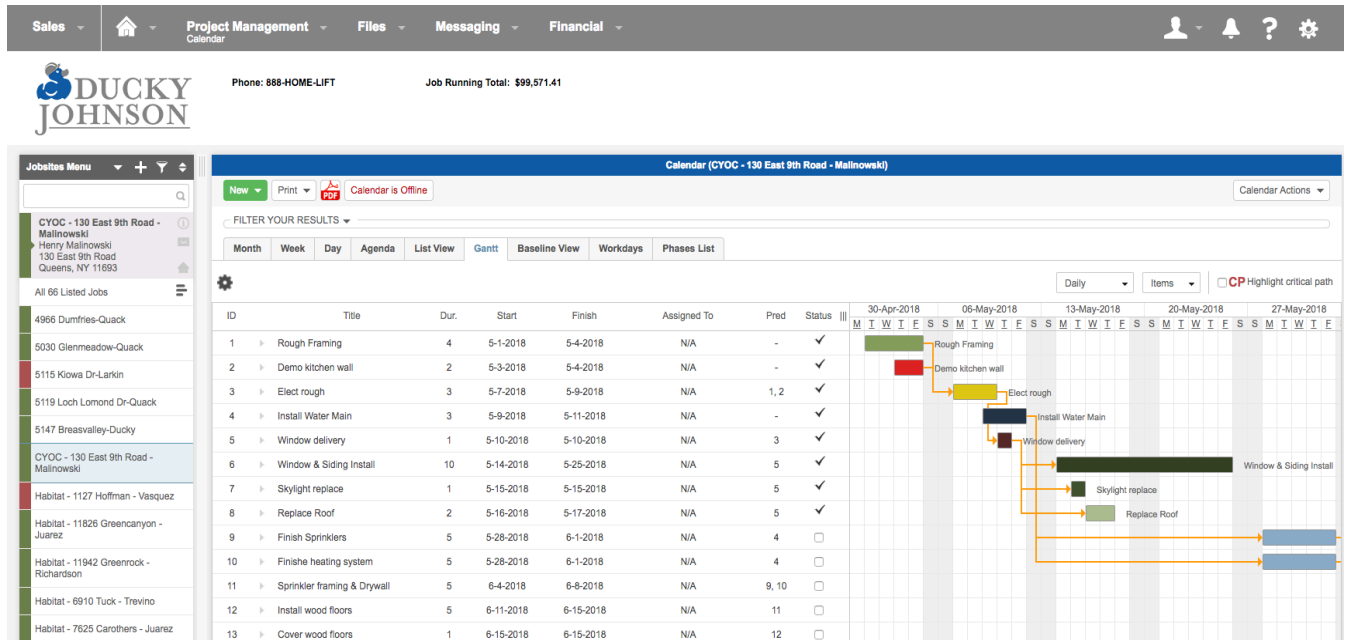 Sales Project Management Files Messaging Financial
Calendar
DUCKY
JOHNSON
Phone: 888-HOME-LIFT Job Running Total: $99,571.41
Jobsites Menu
CYOC - 130 East 9th Road -
Malinowski
Henry Malinowski
130 East 9th Road
Queens, NY 11693
All 66 Listed Jobs
4966 Dumfries-Quack
5030 Glenmeadow-Quack
5115 Kiowa Dr-Larkin
5119 Loch Lomond Dr-Quack
5147 Breasvalley-Ducky
CYOC - 130 East 9th Road -
Malinowski
Habitat - 1127 Hoffman - Vasquez
Habitat - 11826 Greencanyon -
Juarez
Habitat - 11942 Greenrock -
Richardson
Habitat - 6910 Tuck - Trevino
Habitat - 7625 Carothers - Juarez
Calendar (CYOC - 130 East 9th Road - Malinowski)
New Print PDF Calendar is Offline Calendar Actions
FILTER YOUR RESULTS
Month Week Day Agenda List View Gantt Baseline View Workdays Phases List
Daily Items CP Highlight critical path
ID Title Dur. Start Finish Assigned To Pred Status
1 Rough Framing 4 5-1-2018 5-4-2018 N/A -
2 Demo kitchen wall 2 5-3-2018 5-4-2018 N/A -
3 Elect rough 3 5-7-2018 5-9-2018 N/A 1, 2
4 Install Water Main 3 5-9-2018 5-11-2018 N/A -
5 Window delivery 1 5-10-2018 5-10-2018 N/A 3
6 Window & Siding Install 10 5-14-2018 5-25-2018 N/A 5
7 Skylight replace 1 5-15-2018 5-15-2018 N/A 5
8 Replace Roof 2 5-16-2018 5-17-2018 N/A 5
9 Finish Sprinklers 5 5-28-2018 6-1-2018 N/A 4
10 Finishe heating system 5 5-28-2018 6-1-2018 N/A 4
11 Sprinkler framing & Drywall 5 6-4-2018 6-8-2018 N/A 9, 10
12 Install wood floors 5 6-11-2018 6-15-2018 N/A 11
13 Cover wood floors 1 6-15-2018 6-15-2018 N/A 12
30-Apr-2018 06-May-2018 13-May-2018 20-May-2018 27-May-2018
M T W T F S S M T W T F S S M T W T F S S M T W T F S S M T W T F
Rough Framing
Demo kitchen wall
Elect rough
Install Water Main
Window delivery
Window & Siding Install
Skylight replace
Replace Roof